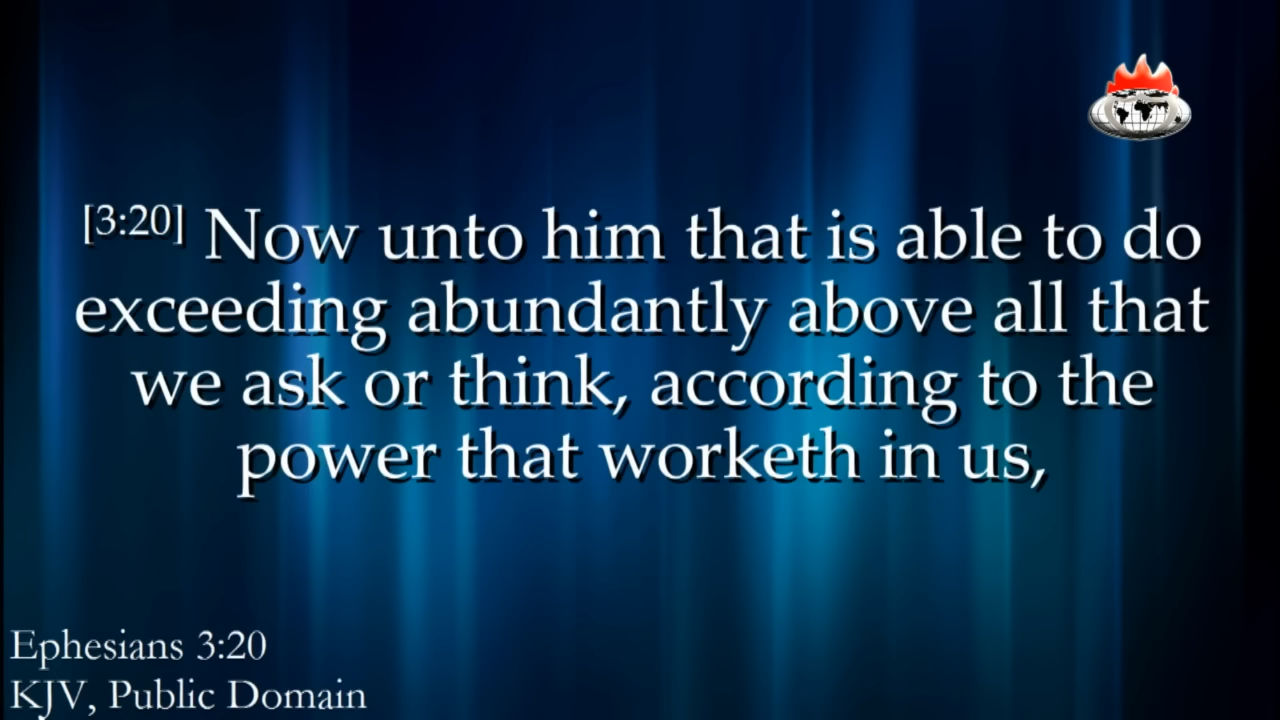 [3:20] Now unto him that is able to do
exceeding abundantly above all that
we ask or think, according to the
power that worketh in us,
Ephesians 3:20
KJV, Public Domain